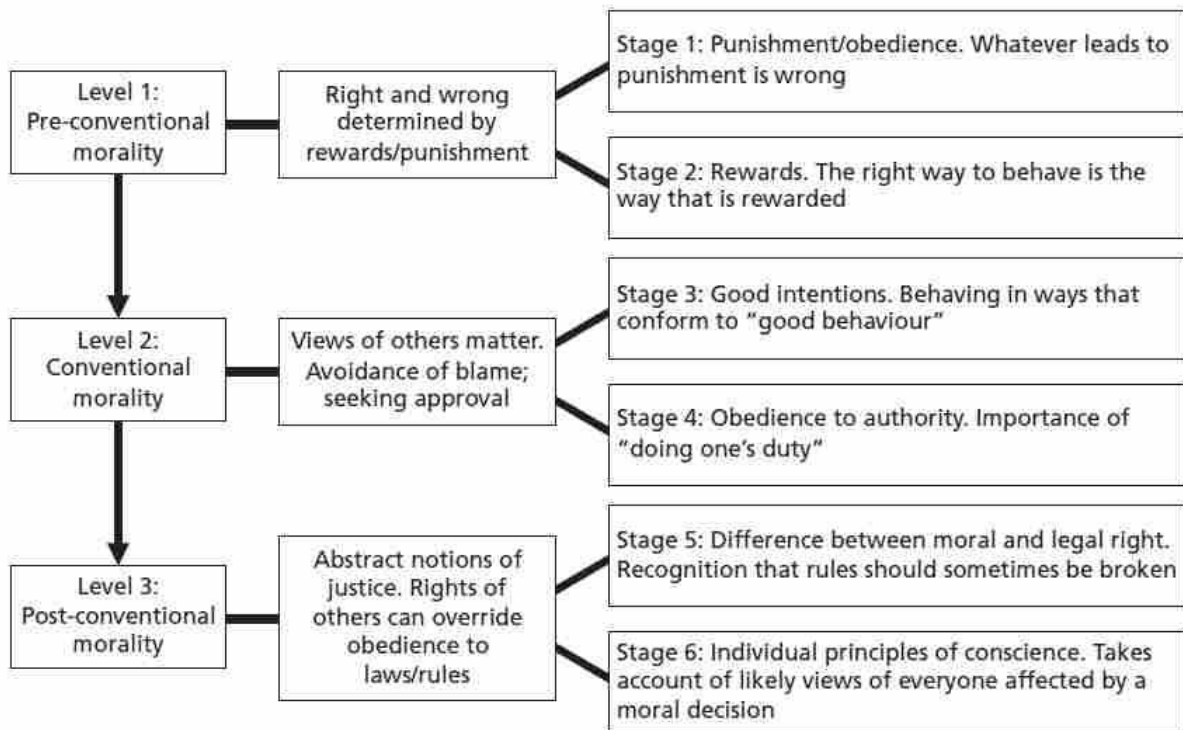 Level 1:
Pre-conventional
morality
Right and wrong
determined by
rewards/punishment
Stage 1: Punishment/obedience. Whatever leads to
punishment is wrong
Stage 2: Rewards. The right way to behave is the
way that is rewarded
Level 2:
Conventional
morality
Views of others matter.
Avoidance of blame;
seeking approval
Stage 3: Good intentions. Behaving in ways that
conform to “good behaviour”
Stage 4: Obedience to authority. Importance of
“doing one’s duty”
Level 3:
Post-conventional
morality
Abstract notions of
justice. Rights of
others can override
obedience to
laws/rules
Stage 5: Difference between moral and legal right.
Recognition that rules should sometimes be broken
Stage 6: Individual principles of conscience. Takes
account of likely views of everyone affected by a
moral decision